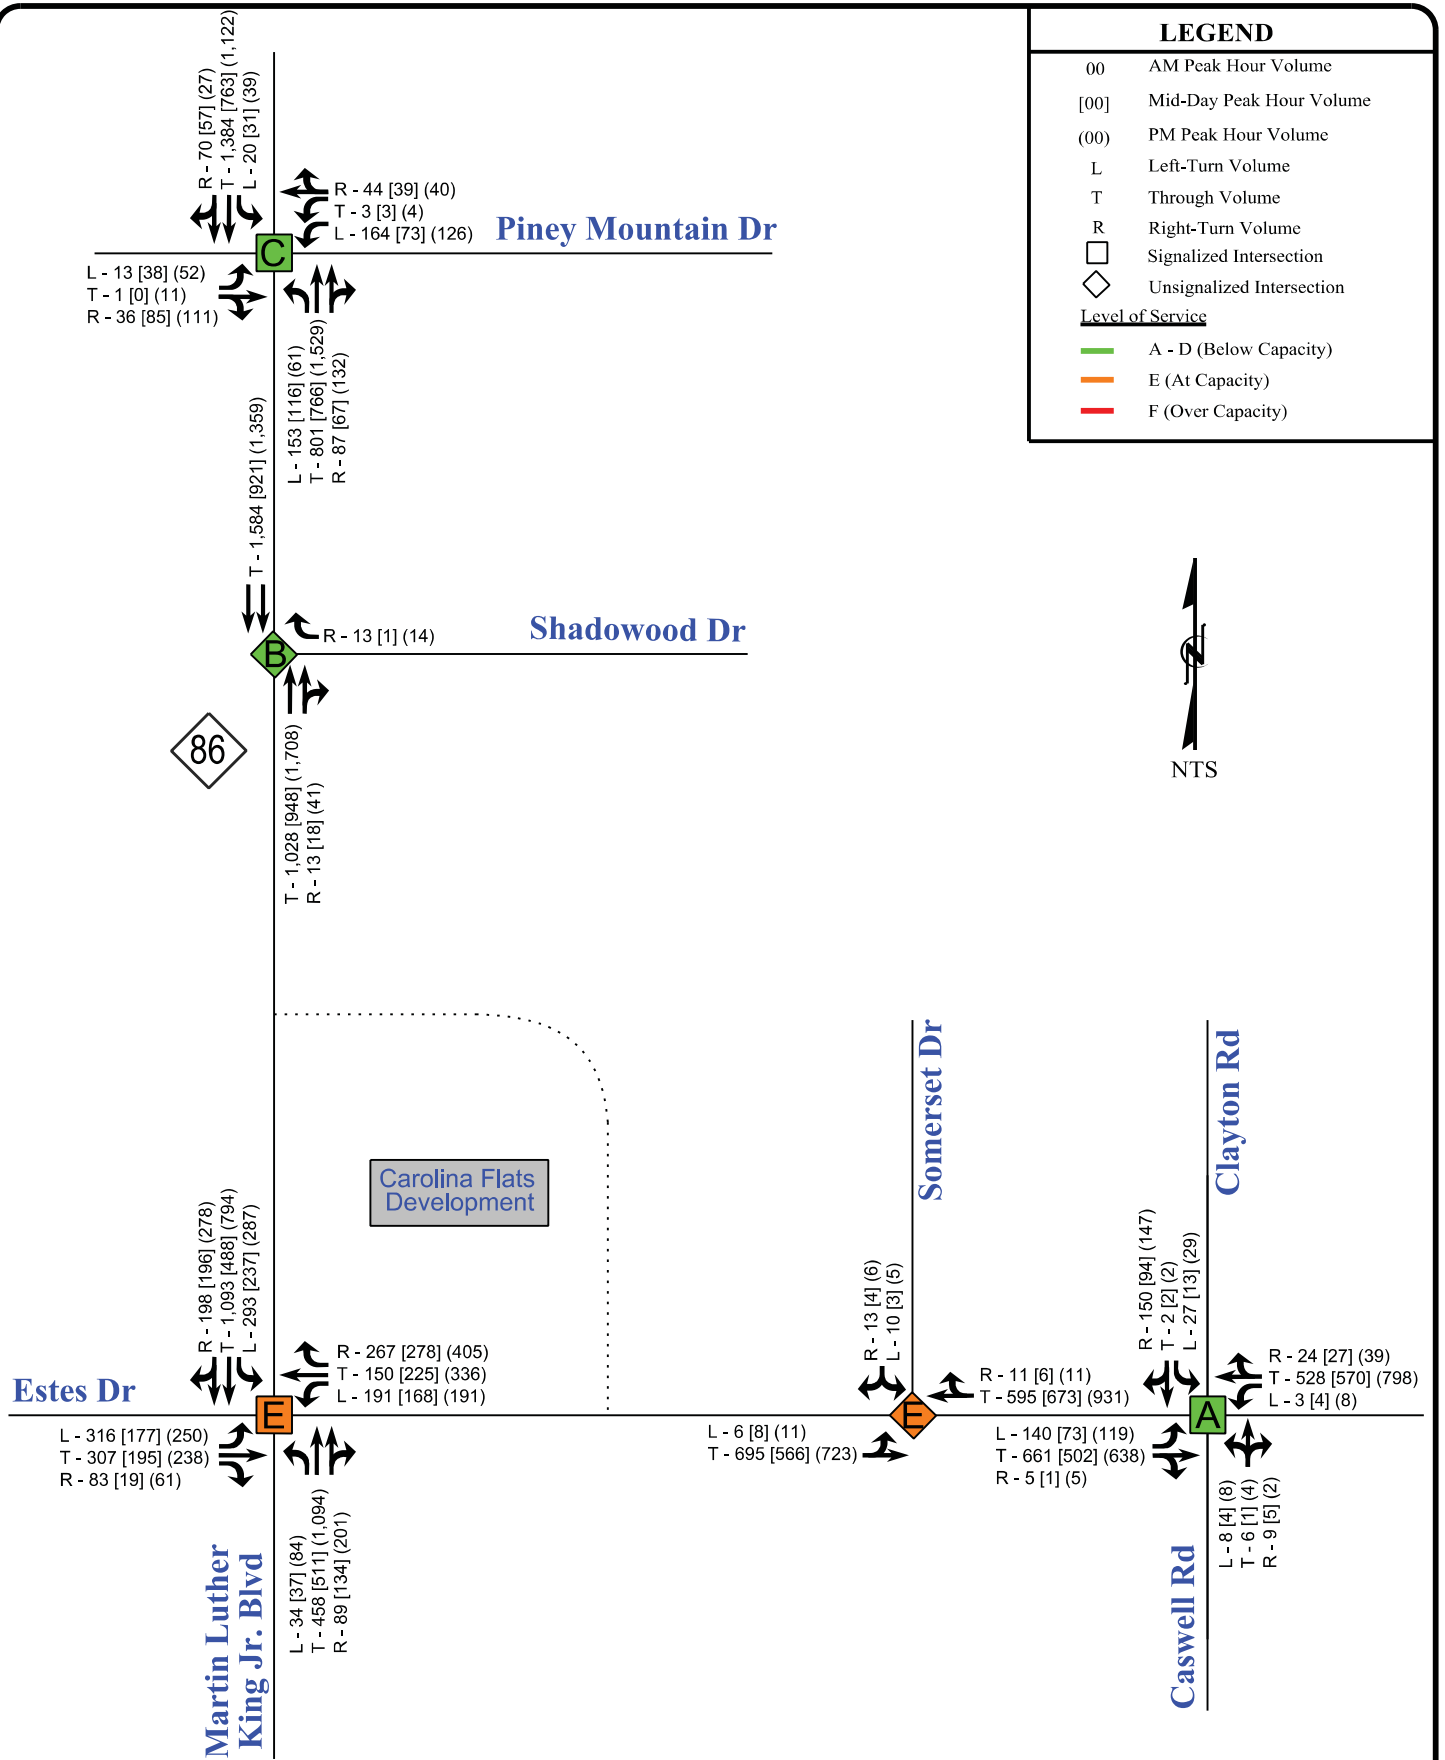 LEGEND
00 AM Peak Hour Volume
[00] Mid-Day Peak Hour Volume
(00) PM Peak Hour Volume
L Left-Turn Volume
T Through Volume
R Right-Turn Volume
Signalized Intersection
Unsignalized Intersection
Level of Service
A - D (Below Capacity)
E (At Capacity)
F (Over Capacity)
R - 70 [57] (27)
T - 1,384 [763] (1,122)
L - 20 [31] (39)
R - 44 [39] (40)
T - 3 [3] (4)
L - 164 [73] (126)
Piney Mountain Dr
C
L - 13 [38] (52)
T - 1 [0] (11)
R - 36 [85] (111)
L - 153 [116] (61)
T - 801 [766] (1,529)
R - 87 [67] (132)
T - 1,584 [921] (1,359)
R - 13 [1] (14)
Shadowood Dr
B
86
T - 1,028 [948] (1,708)
R - 13 [18] (41)
NTS
Carolina Flats
Development
Somerset Dr
Clayton Rd
R - 198 [196] (278)
T - 1,093 [488] (794)
L - 293 [237] (287)
R - 267 [278] (405)
T - 150 [225] (336)
L - 191 [168] (191)
Estes Dr
E
L - 316 [177] (250)
T - 307 [195] (238)
R - 83 [19] (61)
L - 34 [37] (84)
T - 458 [511] (1,094)
R - 89 [134] (201)
Martin Luther
King Jr. Blvd
R - 13 [4] (6)
L - 10 [3] (5)
R - 11 [6] (11)
T - 595 [673] (931)
E
L - 6 [8] (11)
T - 695 [566] (723)
R - 150 [94] (147)
T - 2 [2] (2)
L - 27 [13] (29)
R - 24 [27] (39)
T - 528 [570] (798)
L - 3 [4] (8)
A
L - 140 [73] (119)
T - 661 [502] (638)
R - 5 [1] (5)
L - 8 [4] (8)
T - 6 [1] (4)
R - 9 [5] (2)
Caswell Rd